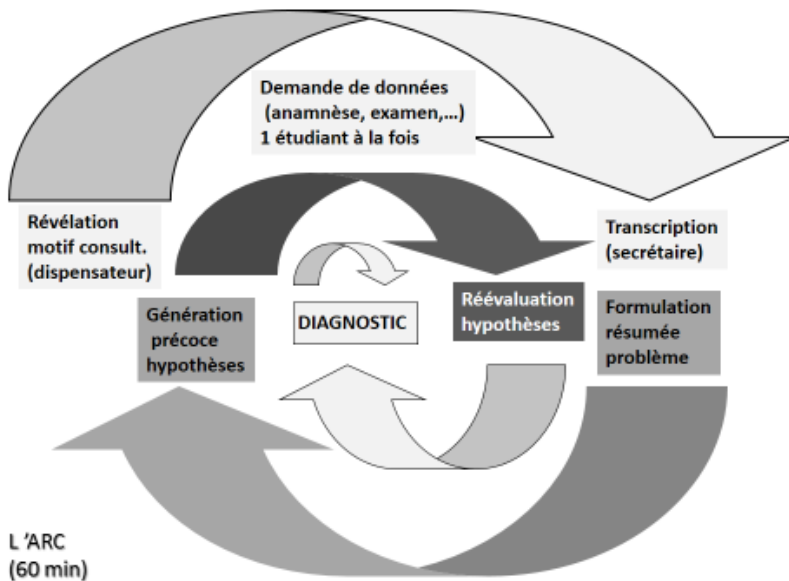 Demande de données
(anamnèse, examen,...)
1 étudiant à la fois
Révélation
motif consult.
(dispensateur)
Transcription
(secrétaire)
Génération
précoce
hypothèses
DIAGNOSTIC
Réévaluation
hypothèses
Formulation
résumée
problème
L 'ARC
(60 min)